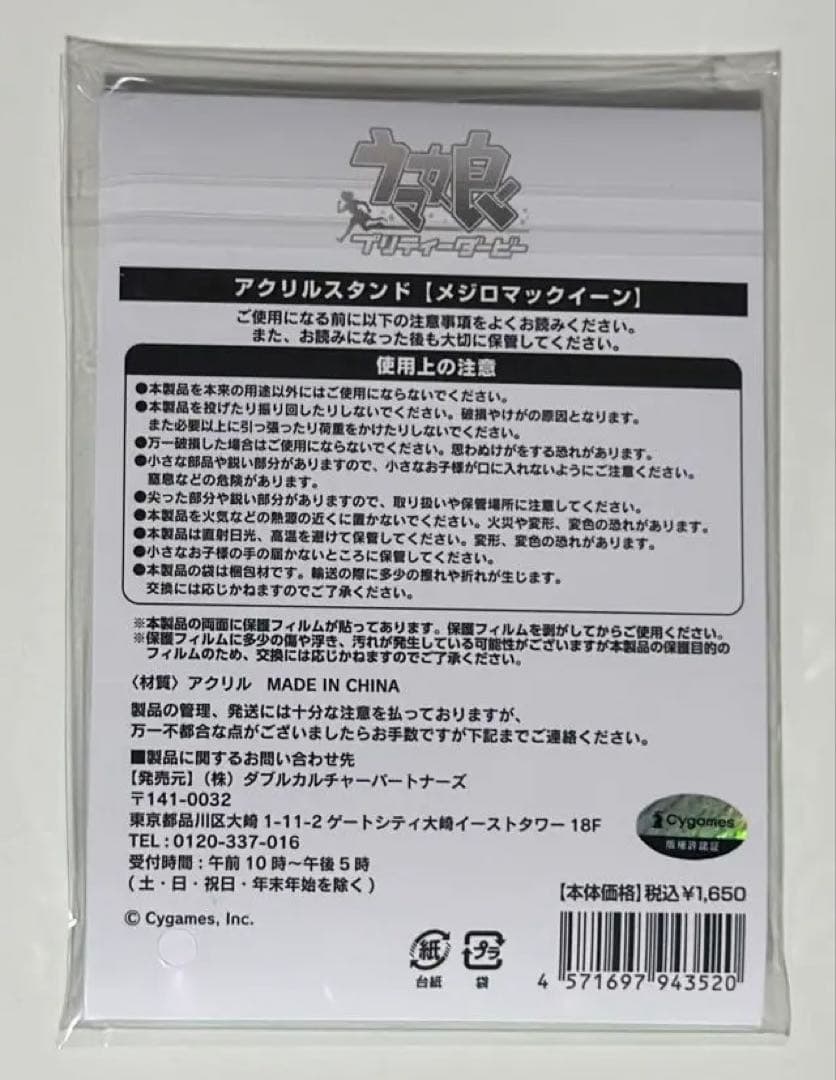 ウマ娘
プリティーダービー
アクリルスタンド【メジロマックイーン】
ご使用になる前に以下の注意事項をよくお読みください。
また、お読みになった後も大切に保管してください。
使用上の注意
●本製品を本来の用途以外にはご使用にならないでください。
●本製品を投げたり振り回したりしないでください。破損やけがの原因となります。
また必要以上に引っ張ったり荷重をかけたりしないでください。
●万一破損した場合はご使用にならないでください。思わぬけがをする恐れがあります。
●小さな部品や鋭い部分がありますので、小さなお子様が口に入れないようにご注意ください。
窒息などの危険があります。
●尖った部分や鋭い部分がありますので、取り扱いや保管場所に注意してください。
●本製品を火気などの熱源の近くに置かないでください。火災や変形、変色の恐れがあります。
●本製品は直射日光、高温を避けて保管してください。変形、変色の恐れがあります。
●小さなお子様の手の届かないところに保管してください。
●本製品の袋は梱包材です。輸送の際に多少の擦れや折れが生じます。
交換には応じかねますのでご了承ください。
※本製品の両面に保護フィルムが貼ってあります。保護フィルムを剥がしてからご使用ください。
※保護フィルムに多少の傷や浮き、汚れが発生している可能性がございますが本製品の保護目的の
フィルムのため、交換には応じかねますのでご了承ください。
〈材質〉アクリル MADE IN CHINA
製品の管理、発送には十分な注意を払っておりますが、
万一不都合な点がございましたらお手数ですが下記までご連絡ください。
■製品に関するお問い合わせ先
【発売元】（株）ダブルカルチャーパートナーズ
〒141-0032
東京都品川区大崎 1-11-2 ゲートシティ大崎イーストタワー 18F
TEL : 0120-337-016
受付時間 : 午前 10 時～午後 5 時
( 土・日・祝日・年末年始を除く )
© Cygames, Inc.
Cygames
版権許諾証
【本体価格】税込¥1,650
紙
台紙
プラ
袋
4 571697 943520